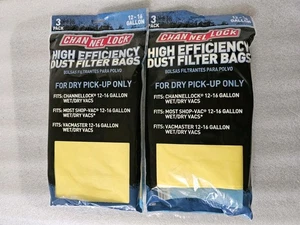 3
PACK
12-16
GALLON
CHANNELLOCK
HIGH EFFICIENCY
DUST FILTER BAGS
BOLSAS FILTRANTES PARA POLVO
FOR DRY PICK-UP ONLY
FITS: CHANNELLOCK® 12-16 GALLON
WET/DRY VACS
FITS: MOST SHOP-VAC® 12-16 GALLON
WET/DRY VACS*
FITS: VACMASTER® 12-16 GALLON
WET/DRY VACS*
3
PACK
12-16
GALLON
CHANNELLOCK
HIGH EFFICIENCY
DUST FILTER BAGS
BOLSAS FILTRANTES PARA POLVO
FOR DRY PICK-UP ONLY
FITS: CHANNELLOCK® 12-16 GALLON
WET/DRY VACS
FITS: MOST SHOP-VAC® 12-16 GALLON
WET/DRY VACS*
FITS: VACMASTER® 12-16 GALLON
WET/DRY VACS*